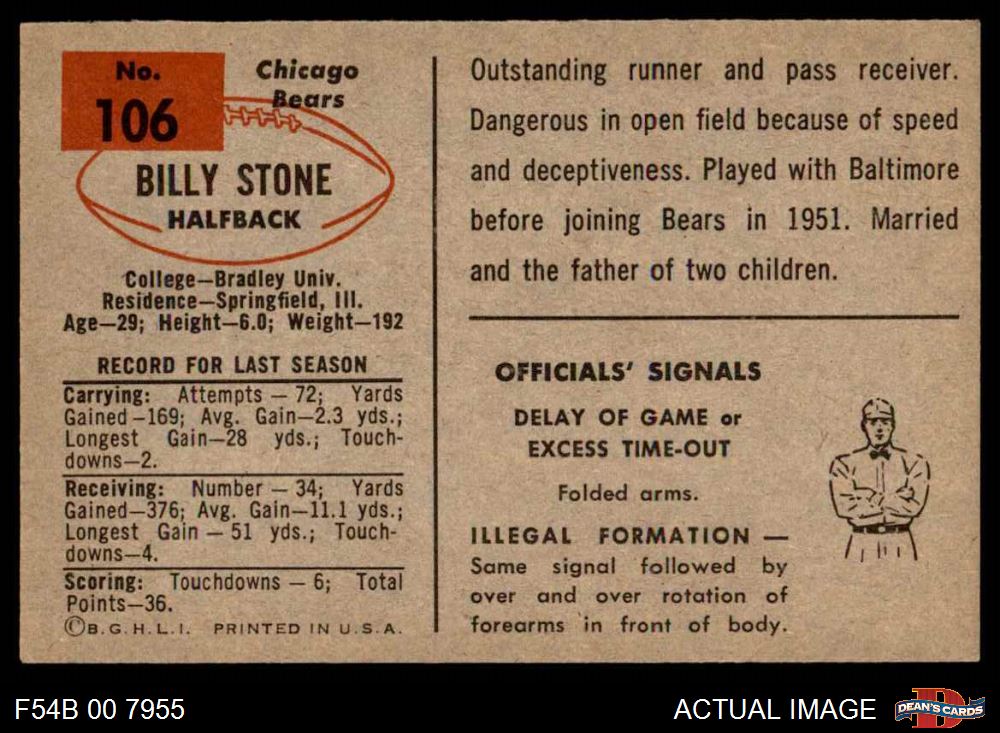 No.
106
Chicago
Bears
BILLY STONE
HALFBACK
College—Bradley Univ.
Residence—Springfield, Ill.
Age—29; Height—6.0; Weight—192
RECORD FOR LAST SEASON
Carrying: Attempts — 72; Yards
Gained —169; Avg. Gain—2.3 yds.;
Longest Gain—28 yds.; Touch-
downs—2.
Receiving: Number — 34; Yards
Gained—376; Avg. Gain—11.1 yds.;
Longest Gain — 51 yds.; Touch-
downs—4.
Scoring: Touchdowns — 6; Total
Points—36.
©B.G.H.L.I. PRINTED IN U.S.A.
Outstanding runner and pass receiver.
Dangerous in open field because of speed
and deceptiveness. Played with Baltimore
before joining Bears in 1951. Married
and the father of two children.
OFFICIALS' SIGNALS
DELAY OF GAME or
EXCESS TIME-OUT
Folded arms.
ILLEGAL FORMATION —
Same signal followed by
over and over rotation of
forearms in front of body.
F54B 00 7955
ACTUAL IMAGE
D
DEAN'S CARDS